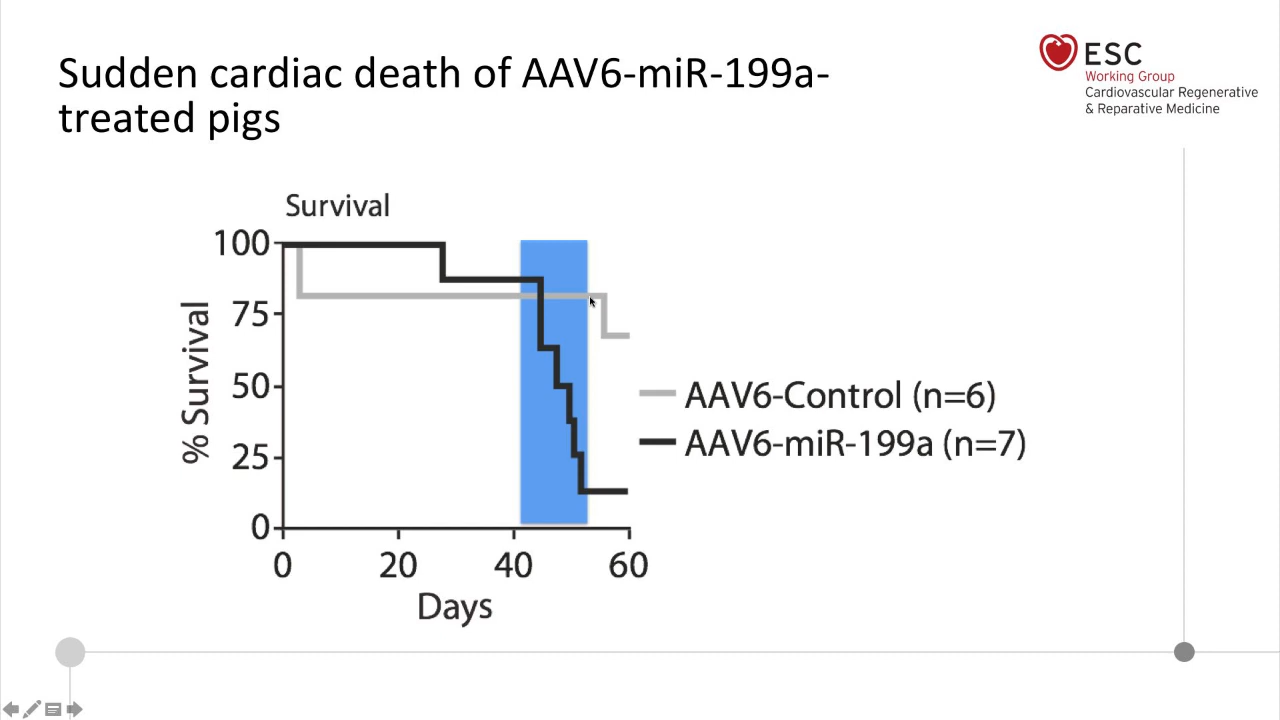 Sudden cardiac death of AAV6-miR-199a-
treated pigs
ESC
Working Group
Cardiovascular Regenerative
& Reparative Medicine
Survival
% Survival
100
75
50
25
0
0 20 40 60
Days
AAV6-Control (n=6)
AAV6-miR-199a (n=7)